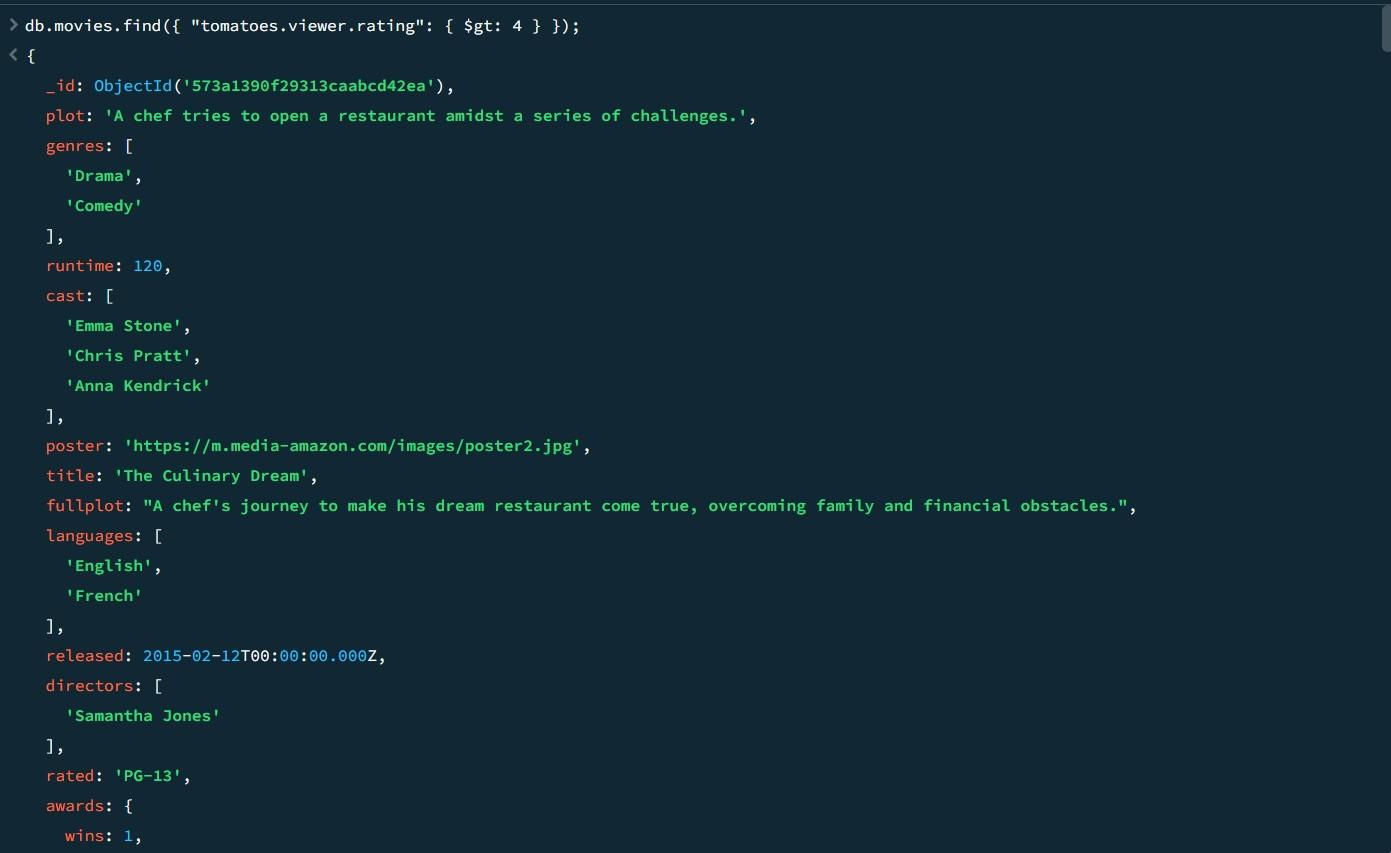 > db.movies.find({ "tomatoes.viewer.rating": { $gt: 4 } });
< {
_id: ObjectId('573a1390f29313caabcd42ea'),
plot: 'A chef tries to open a restaurant amidst a series of challenges.',
genres: [
'Drama',
'Comedy'
],
runtime: 120,
cast: [
'Emma Stone',
'Chris Pratt',
'Anna Kendrick'
],
poster: 'https://m.media-amazon.com/images/poster2.jpg',
title: 'The Culinary Dream',
fullplot: "A chef's journey to make his dream restaurant come true, overcoming family and financial obstacles.",
languages: [
'English',
'French'
],
released: 2015-02-12T00:00:00.000Z,
directors: [
'Samantha Jones'
],
rated: 'PG-13',
awards: {
wins: 1,